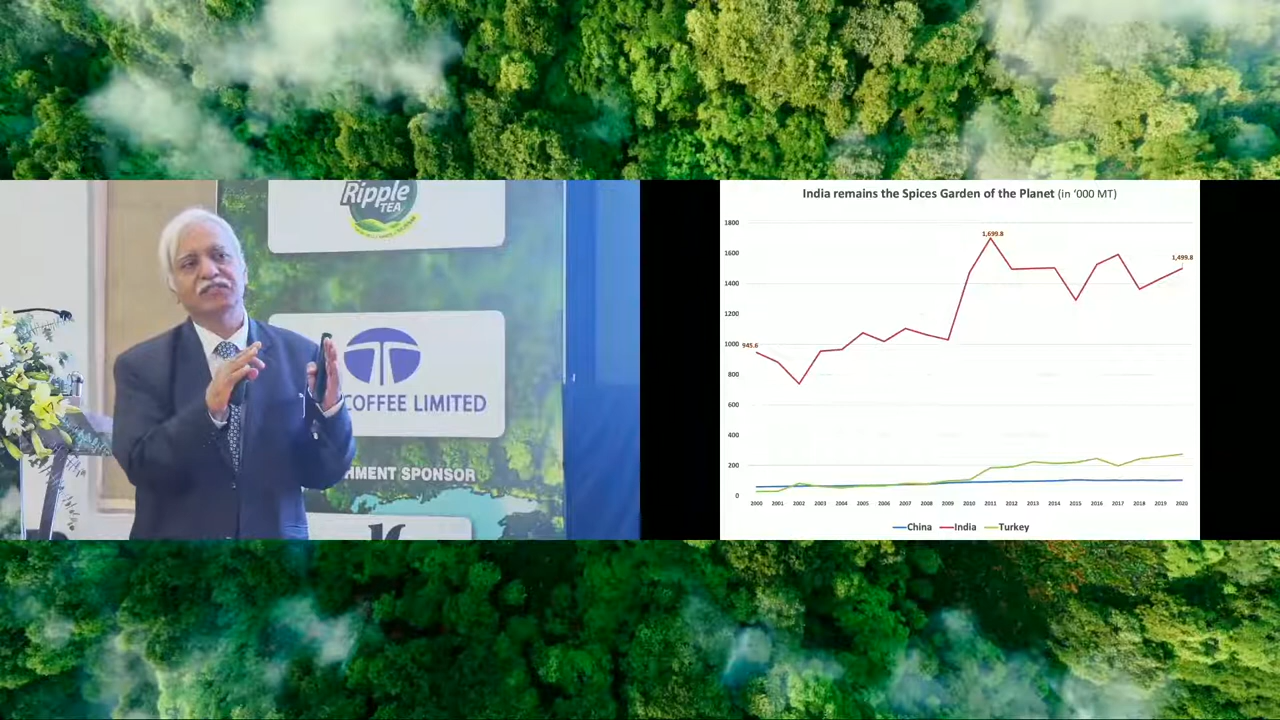 Ripple
TEA
COFFEE LIMITED
HMENT SPONSOR
India remains the Spices Garden of the Planet (in ‘000 MT)
1800
1600
1400
1200
1000
800
600
400
200
0
945.6
1,699.8
1,499.8
2000 2001 2002 2003 2004 2005 2006 2007 2008 2009 2010 2011 2012 2013 2014 2015 2016 2017 2018 2019 2020
China India Turkey